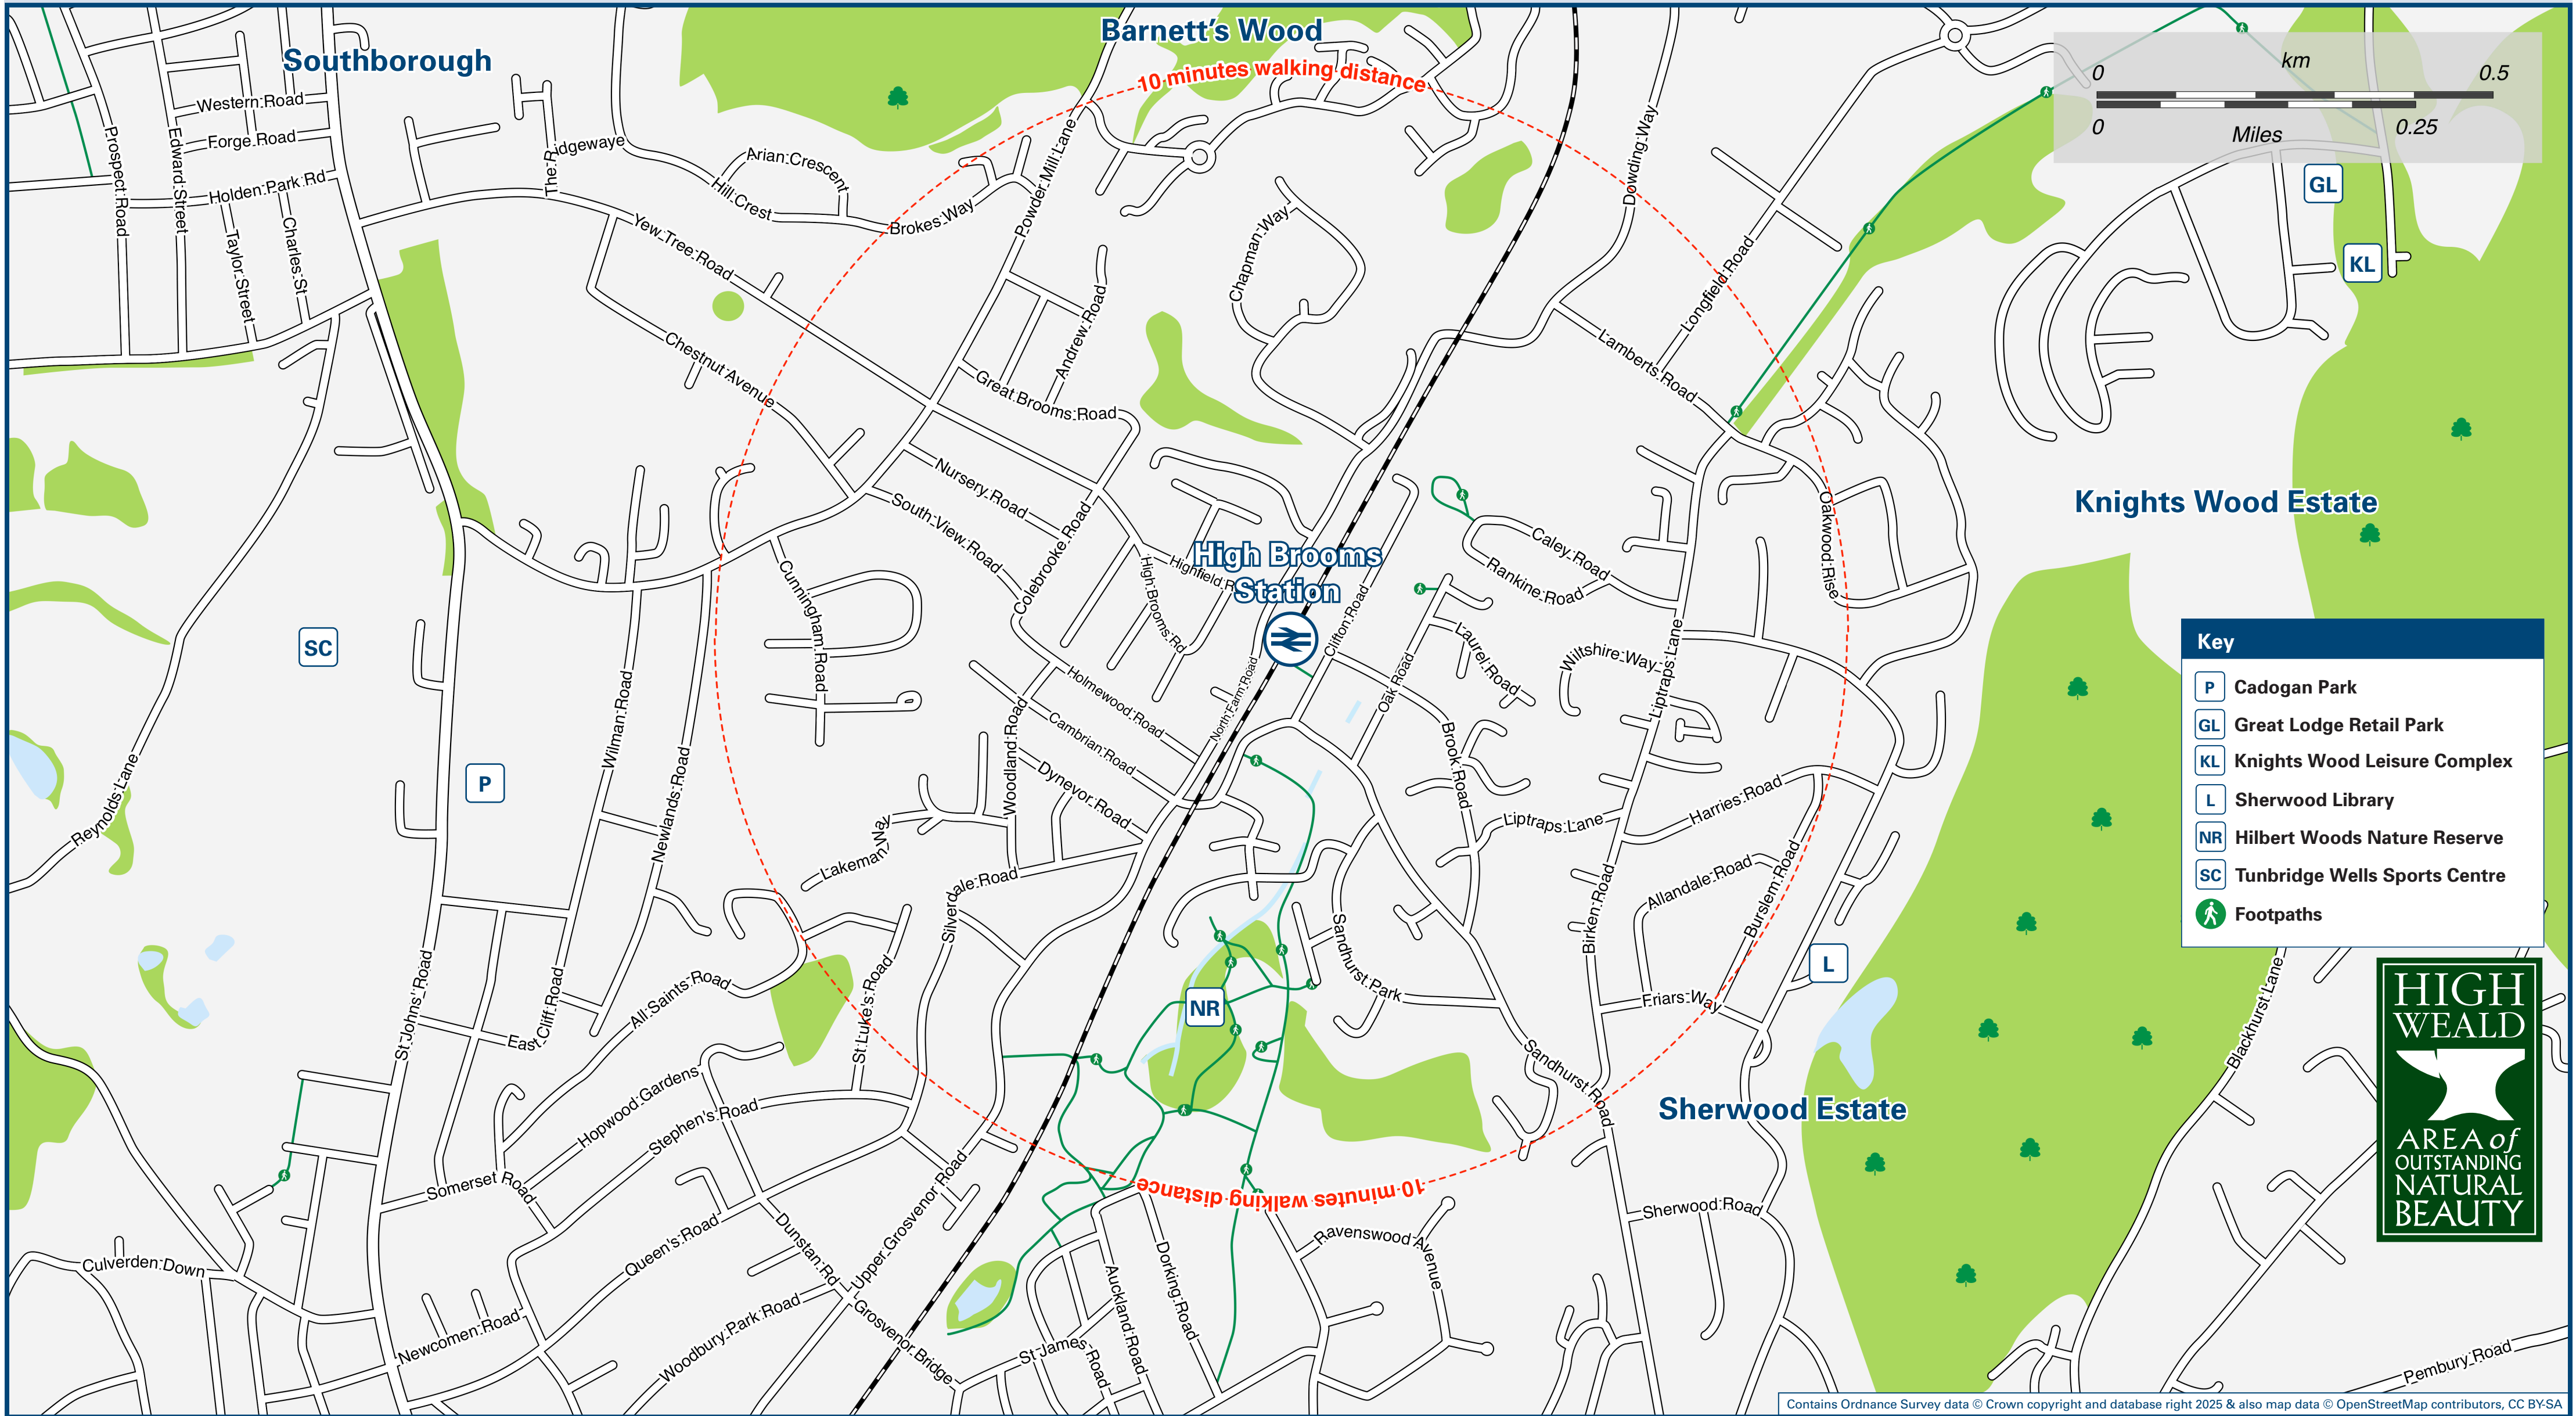 Barnett's Wood
Southborough
10 minutes walking distance
km
0
0.5
0
Miles
0.25
Western Road
Forge Road
Holden Park Rd
Prospect Road
Edward Street
Taylor Street
Charles St
The Ridgewaye
Arian Crescent
Hill Crest
Brokes Way
Powder Mill Lane
Yew Tree Road
Chestnut Avenue
Andrew Road
Great Brooms Road
Chapman Way
Dowding Way
Longfield Road
Lamberts Road
GL
KL
Nursery Road
South View Road
Colebrooke Road
High Brooms Rd
Highfield R
High Brooms
Station
Clifton Road
Caley Road
Rankine Road
Oakwood Rise
Knights Wood Estate
Cunningham Road
Holmewood Road
Cambrian Road
Dynevor Road
Woodland Road
North Farm Road
Oak Road
Laurel Road
Brook Road
Wiltshire Way
Liptraps Lane
Liptraps Lane
Harries Road
Allandale Road
Burslem Road
Birken Road
Friars Way
SC
P
L
NR
Reynolds Lane
Wilman Road
Newlands Road
Lakeman Way
Silverdale Road
St Johns' Road
East Cliff Road
All Saints Road
St Luke's Road
Hopwood Gardens
Stephen's Road
Somerset Road
Queen's Road
Dunstan Rd
Upper Grosvenor Road
Culverden Down
Newcomen Road
Woodbury Park Road
Grosvenor Bridge
St James Road
Auckland Road
Dorking Road
Ravenswood Avenue
Sandhurst Park
Sandhurst Road
Sherwood Estate
Sherwood Road
10 minutes walking distance
Blackhurst Lane
Pembury Road
Key
P Cadogan Park
GL Great Lodge Retail Park
KL Knights Wood Leisure Complex
L Sherwood Library
NR Hilbert Woods Nature Reserve
SC Tunbridge Wells Sports Centre
Footpaths
HIGH
WEALD
AREA of
OUTSTANDING
NATURAL
BEAUTY
Contains Ordnance Survey data © Crown copyright and database right 2025 & also map data © OpenStreetMap contributors, CC BY-SA